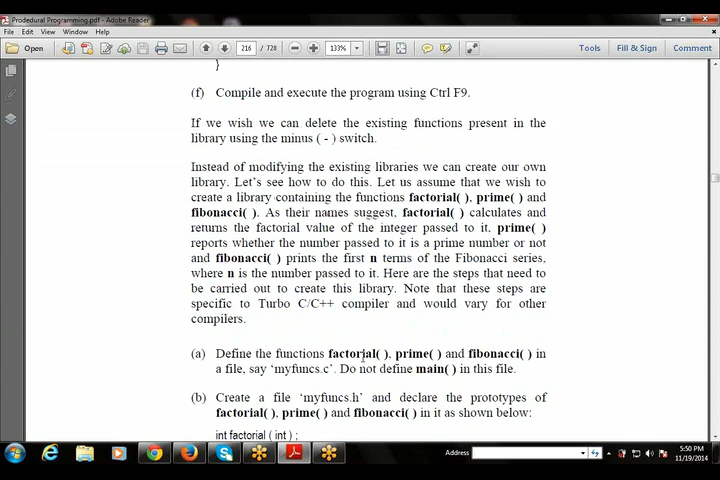 Prodedural Programming.pdf - Adobe Reader
File Edit View Window Help
Open 216 / 728 133% Tools Fill & Sign Comment
}
(f) Compile and execute the program using Ctrl F9.
If we wish we can delete the existing functions present in the
library using the minus ( - ) switch.
Instead of modifying the existing libraries we can create our own
library. Let’s see how to do this. Let us assume that we wish to
create a library containing the functions factorial( ), prime( ) and
fibonacci( ). As their names suggest, factorial( ) calculates and
returns the factorial value of the integer passed to it, prime( )
reports whether the number passed to it is a prime number or not
and fibonacci( ) prints the first n terms of the Fibonacci series,
where n is the number passed to it. Here are the steps that need to
be carried out to create this library. Note that these steps are
specific to Turbo C/C++ compiler and would vary for other
compilers.
(a) Define the functions factorial( ), prime( ) and fibonacci( ) in
a file, say ‘myfuncs.c’. Do not define main( ) in this file.
(b) Create a file ‘myfuncs.h’ and declare the prototypes of
factorial( ), prime( ) and fibonacci( ) in it as shown below:
int factorial ( int ) ;
Address
5:50 PM
11/19/2014